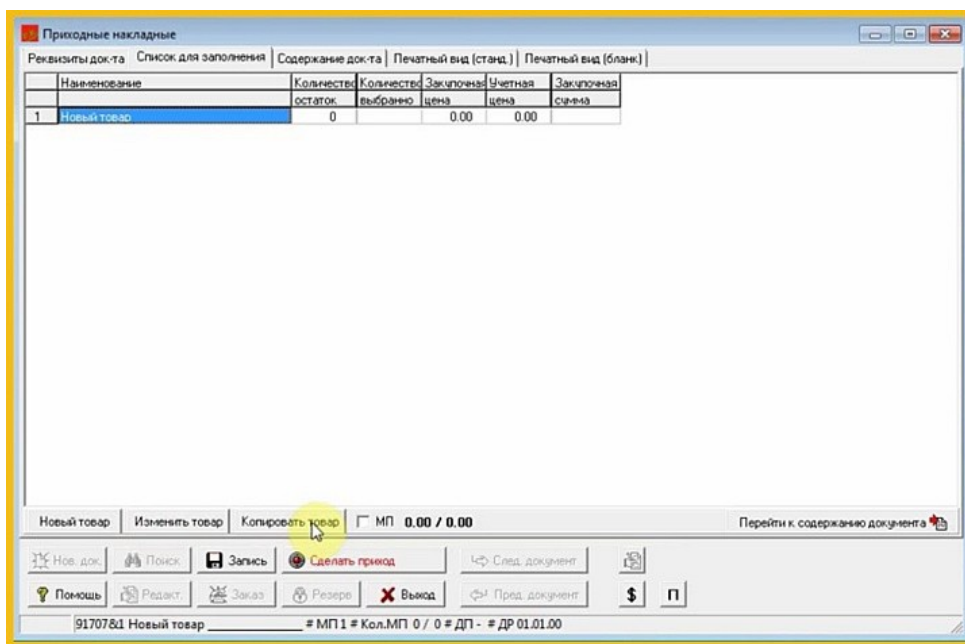 Приходные накладные
Реквизиты док-та Список для заполнения Содержание док-та Печатный вид (станд.) Печатный вид (бланк)
Наименование Количество Количество Закупочная Учетная Закупочная
остаток выбранно цена цена сумма
1 Новый товар 0 0.00 0.00
Новый товар Изменить товар Копировать товар МП 0.00 / 0.00 Перейти к содержанию документа
Нов. док. Поиск Запись Сделать приход След. документ
Помощь Редакт. Заказ Резерв Выход Пред. документ $ П
91707&1 Новый товар _______________ # МП 1 # Кол.МП 0 / 0 # ДП - # ДР 01.01.00